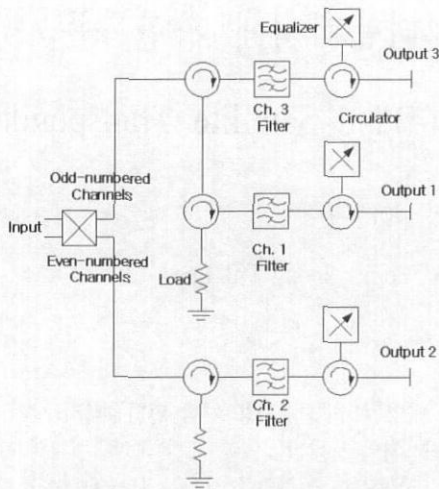 Equalizer
Output 3
Ch. 3
Filter
Circulator
Odd-numbered
Channels
Output 1
Input
Even-numbered
Channels
Load
Ch. 1
Filter
Output 2
Ch. 2
Filter